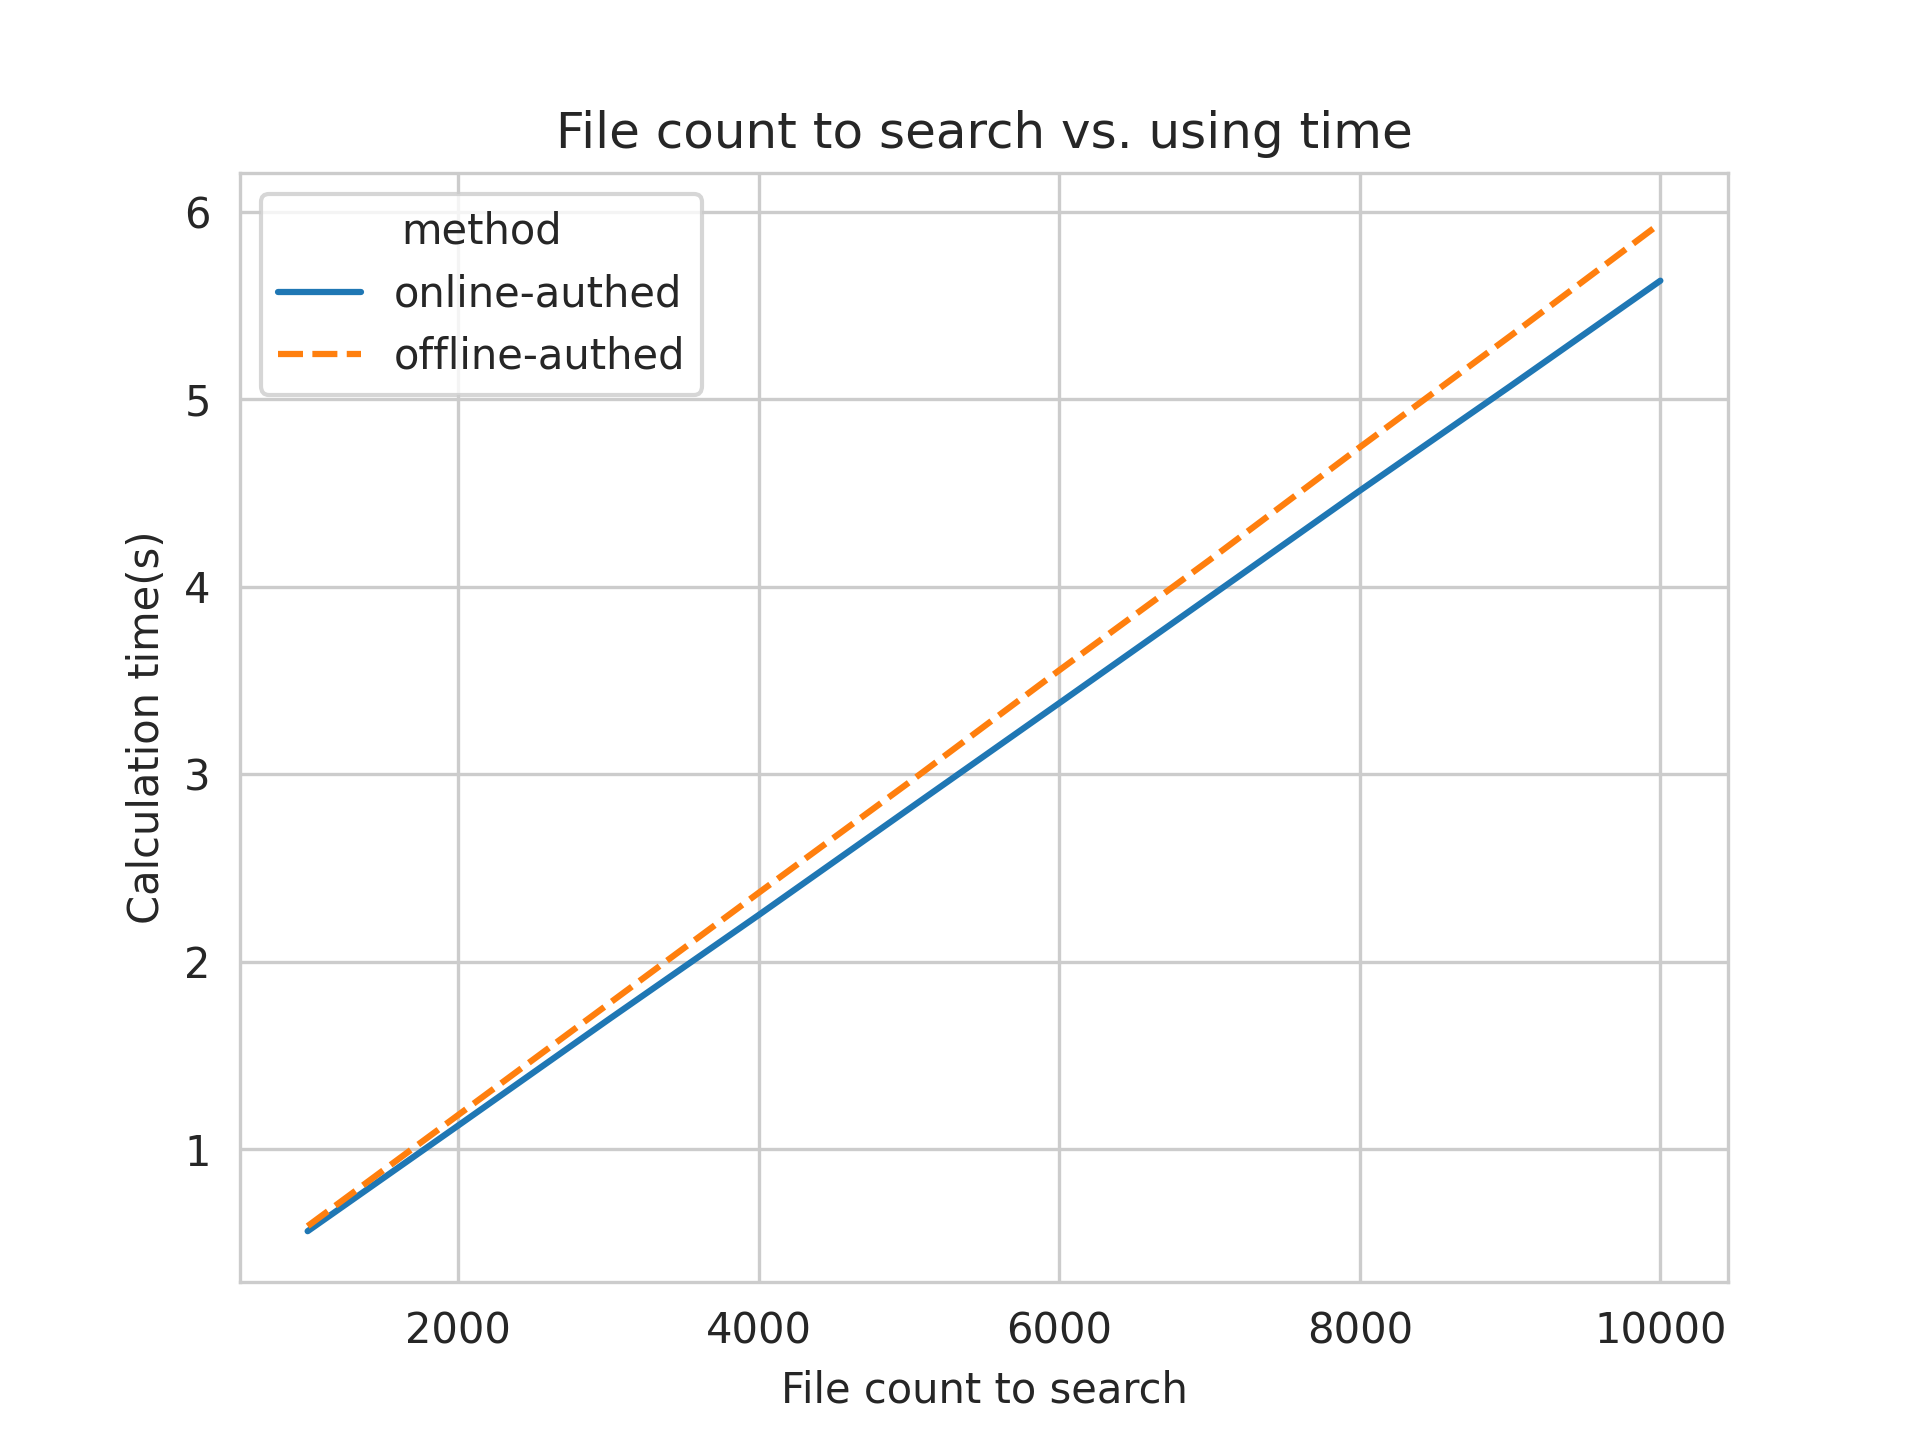 File count to search vs. using time
method
online-authed
offline-authed
6
5
4
3
2
1
Calculation time(s)
2000 4000 6000 8000 10000
File count to search